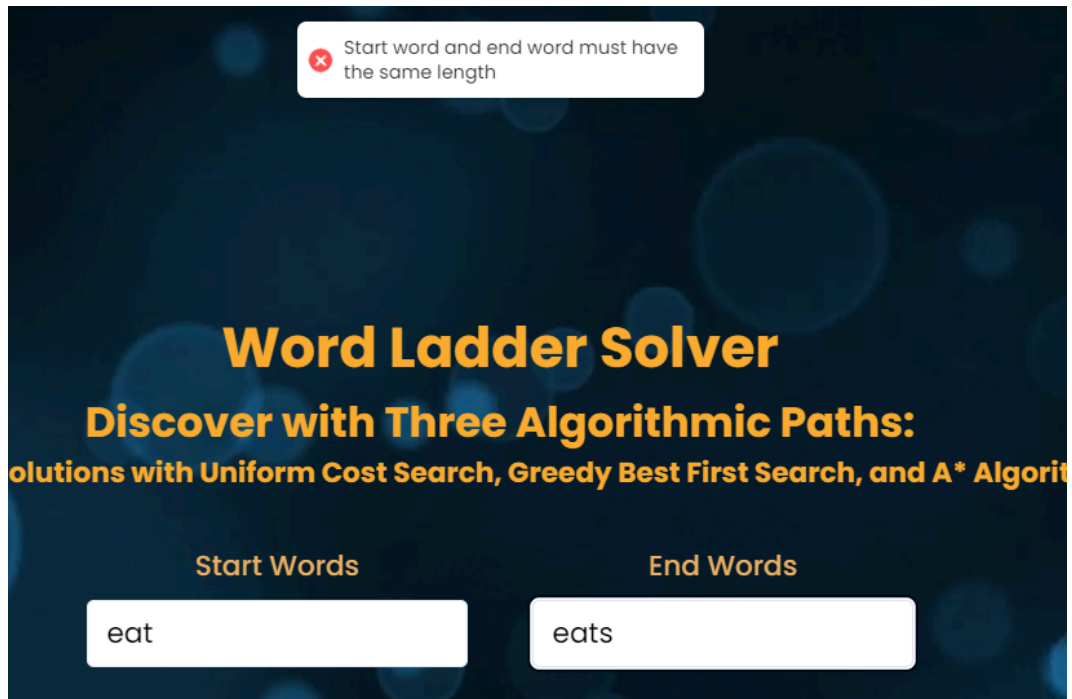 Start word and end word must have
the same length
Word Ladder Solver
Discover with Three Algorithmic Paths:
olutions with Uniform Cost Search, Greedy Best First Search, and A* Algorit
Start Words
End Words
eat
eats